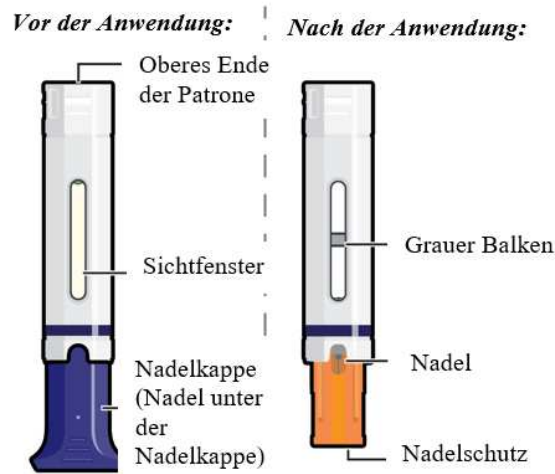 Vor der Anwendung:
Oberes Ende
der Patrone
Sichtfenster
Nadelkappe
(Nadel unter
der
Nadelkappe)
Nach der Anwendung:
Grauer Balken
Nadel
Nadelschutz